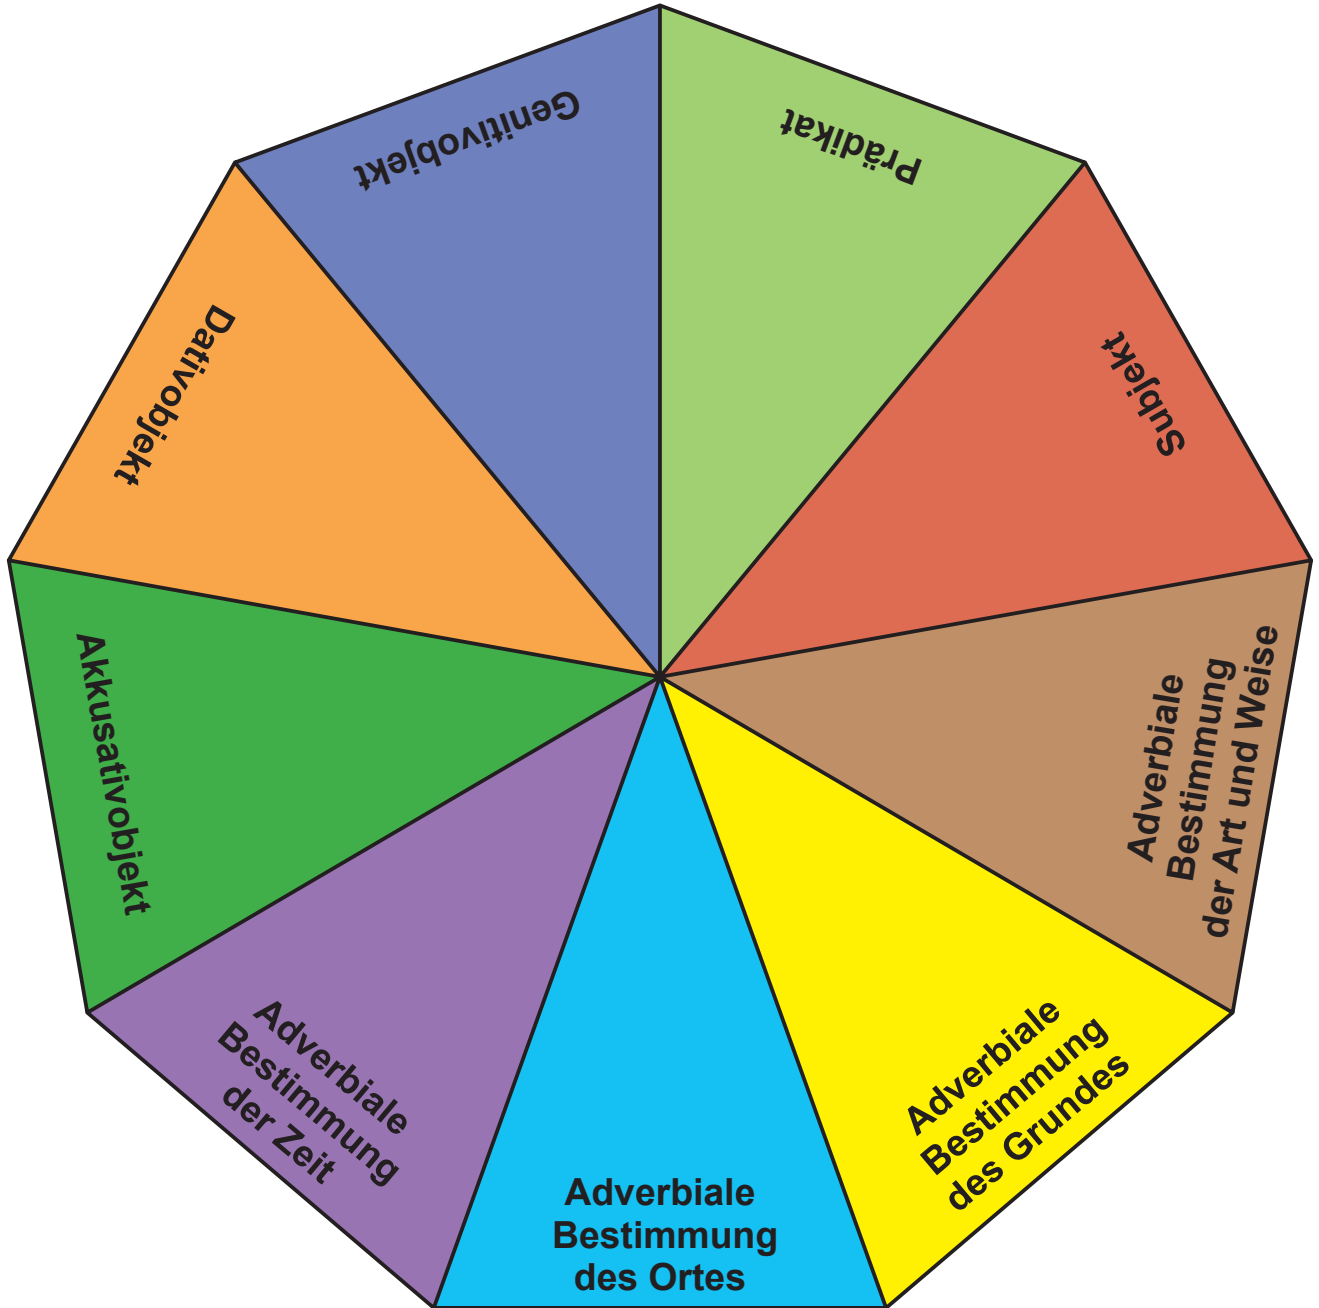 Genitivobjekt
Prädikat
Subjekt
Adverbiale
Bestimmung
der Art und Weise
Adverbiale
Bestimmung
des Grundes
Adverbiale
Bestimmung
des Ortes
Adverbiale
Bestimmung
der Zeit
Akkusativobjekt
Dativobjekt